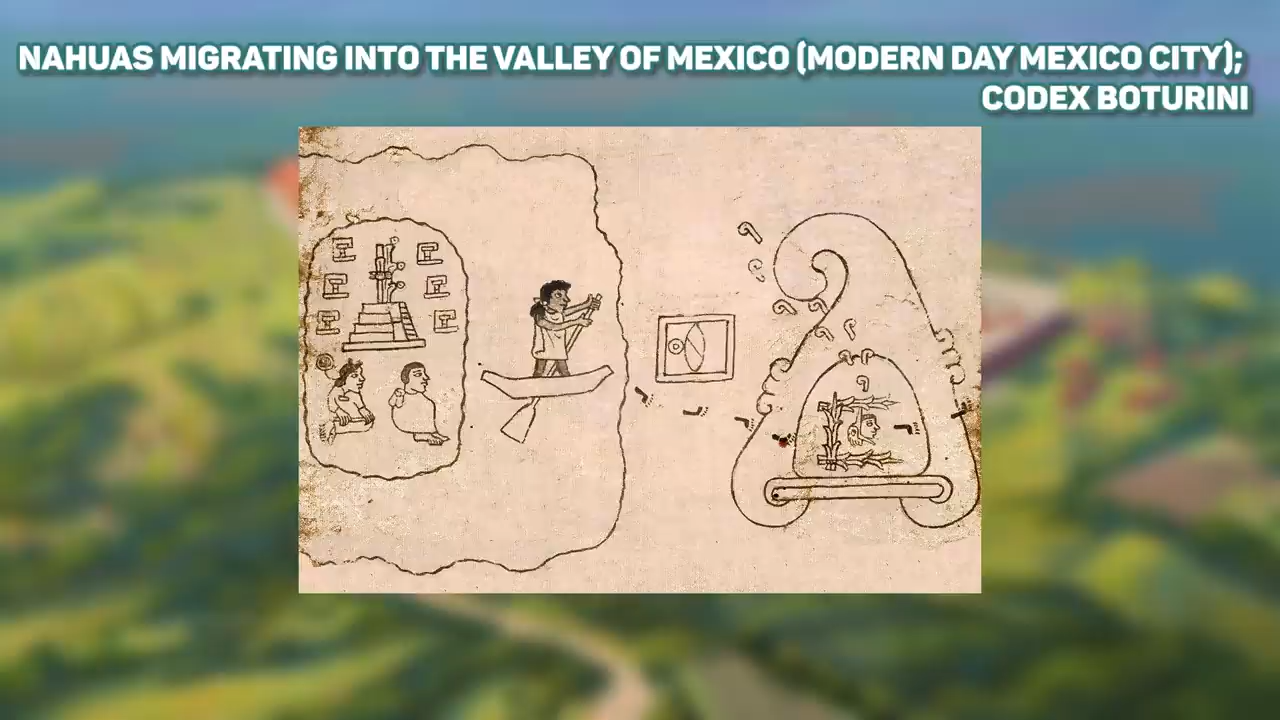 NAHUAS MIGRATING INTO THE VALLEY OF MEXICO (MODERN DAY MEXICO CITY);
CODEX BOTURINI